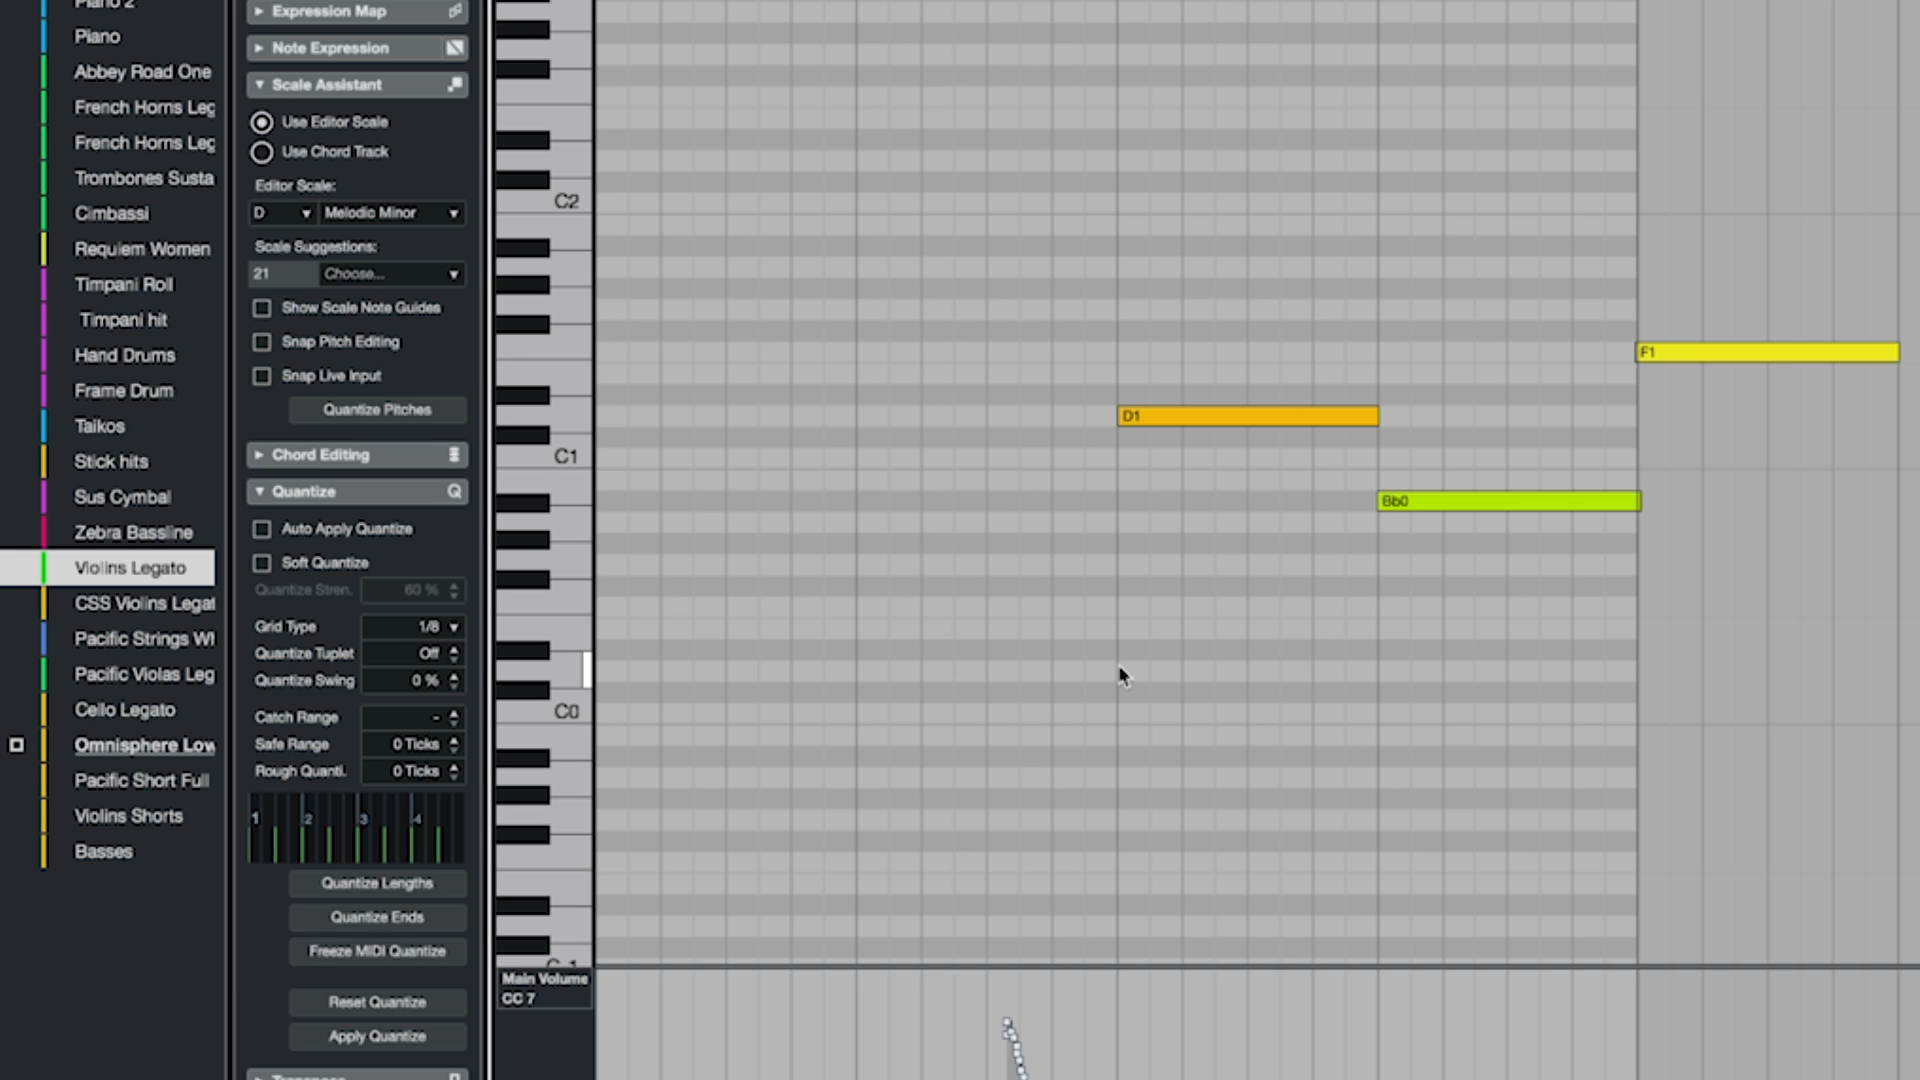 Piano 2
Piano
Abbey Road One
French Horns Leg
French Horns Leg
Trombones Susta
Cimbassi
Requiem Women
Timpani Roll
Timpani hit
Hand Drums
Frame Drum
Taikos
Stick hits
Sus Cymbal
Zebra Bassline
Violins Legato
CSS Violins Legat
Pacific Strings Wh
Pacific Violas Leg
Cello Legato
Omnisphere Low
Pacific Short Full
Violins Shorts
Basses
Expression Map
Note Expression
Scale Assistant
Use Editor Scale
Use Chord Track
Editor Scale:
D Melodic Minor
Scale Suggestions:
21 Choose...
Show Scale Note Guides
Snap Pitch Editing
Snap Live Input
Quantize Pitches
Chord Editing
Quantize Q
Auto Apply Quantize
Soft Quantize
Quantize Stren. 60 %
Grid Type 1/8
Quantize Tuplet Off
Quantize Swing 0 %
Catch Range -
Safe Range 0 Ticks
Rough Quanti. 0 Ticks
1 2 3 4
Quantize Lengths
Quantize Ends
Freeze MIDI Quantize
Reset Quantize
Apply Quantize
Transpose
C2
C1
C0
C-1
F1
D1
Bb0
Main Volume
CC 7